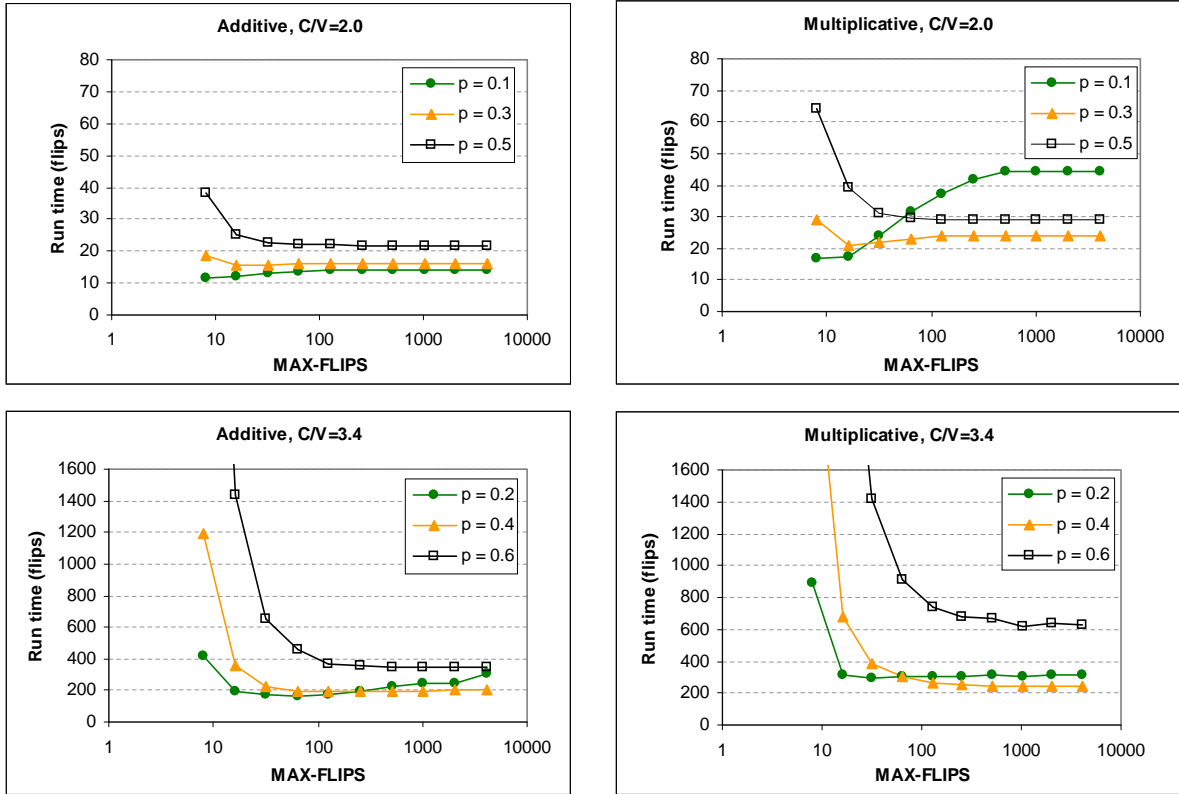 Additive, C/V=2.0
80
70
60
50
40
30
20
10
0
Run time (flips)
p = 0.1
p = 0.3
p = 0.5
1
10
100
1000
10000
MAX-FLIPS
Multiplicative, C/V=2.0
80
70
60
50
40
30
20
10
0
Run time (flips)
p = 0.1
p = 0.3
p = 0.5
1
10
100
1000
10000
MAX-FLIPS
Additive, C/V=3.4
1600
1400
1200
1000
800
600
400
200
0
Run time (flips)
p = 0.2
p = 0.4
p = 0.6
1
10
100
1000
10000
MAX-FLIPS
Multiplicative, C/V=3.4
1600
1400
1200
1000
800
600
400
200
0
Run time (flips)
p = 0.2
p = 0.4
p = 0.6
1
10
100
1000
10000
MAX-FLIPS